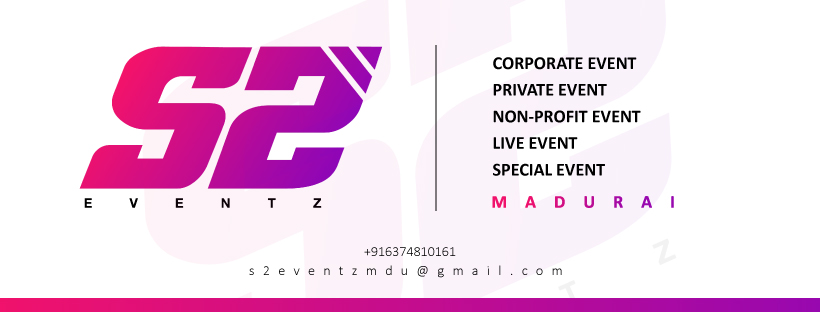 S2
EVENTZ
CORPORATE EVENT
PRIVATE EVENT
NON-PROFIT EVENT
LIVE EVENT
SPECIAL EVENT
MADURAI
+916374810161
s2eventzmdu@gmail.com
T Z